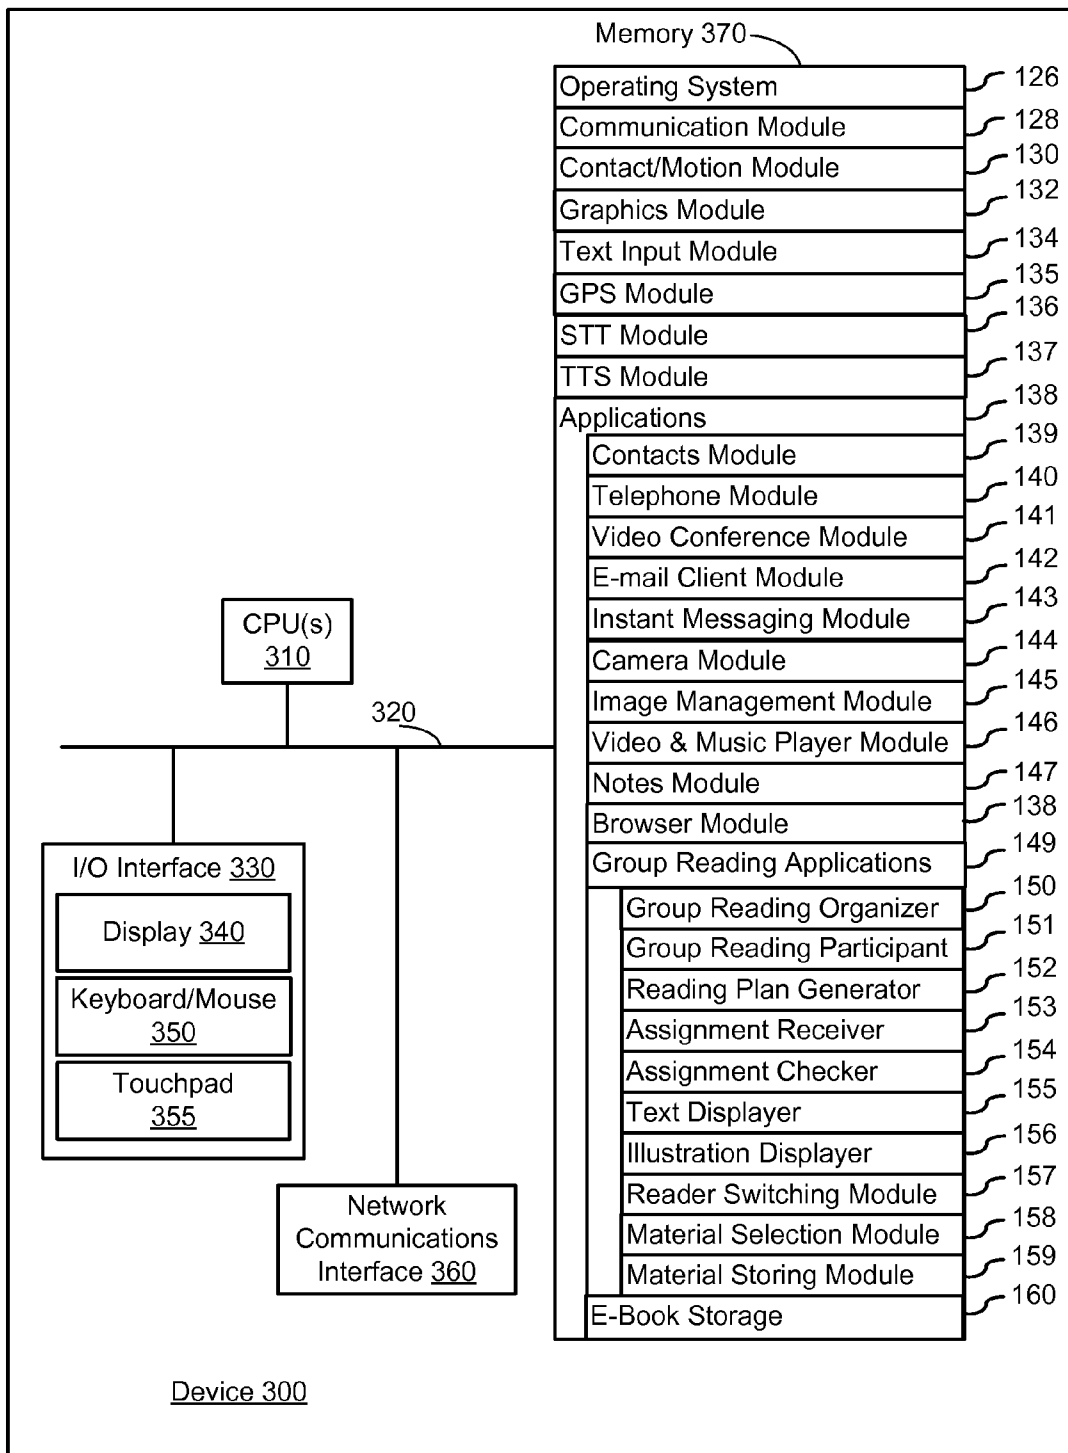 Memory 370
Operating System 126
Communication Module 128
Contact/Motion Module 130
Graphics Module 132
Text Input Module 134
GPS Module 135
STT Module 136
TTS Module 137
Applications 138
Contacts Module 139
Telephone Module 140
Video Conference Module 141
E-mail Client Module 142
Instant Messaging Module 143
Camera Module 144
Image Management Module 145
Video & Music Player Module 146
Notes Module 147
Browser Module 138
Group Reading Applications 149
Group Reading Organizer 150
Group Reading Participant 151
Reading Plan Generator 152
Assignment Receiver 153
Assignment Checker 154
Text Displayer 155
Illustration Displayer 156
Reader Switching Module 157
Material Selection Module 158
Material Storing Module 159
E-Book Storage 160
CPU(s)
310
320
I/O Interface 330
Display 340
Keyboard/Mouse
350
Touchpad
355
Network
Communications
Interface 360
Device 300